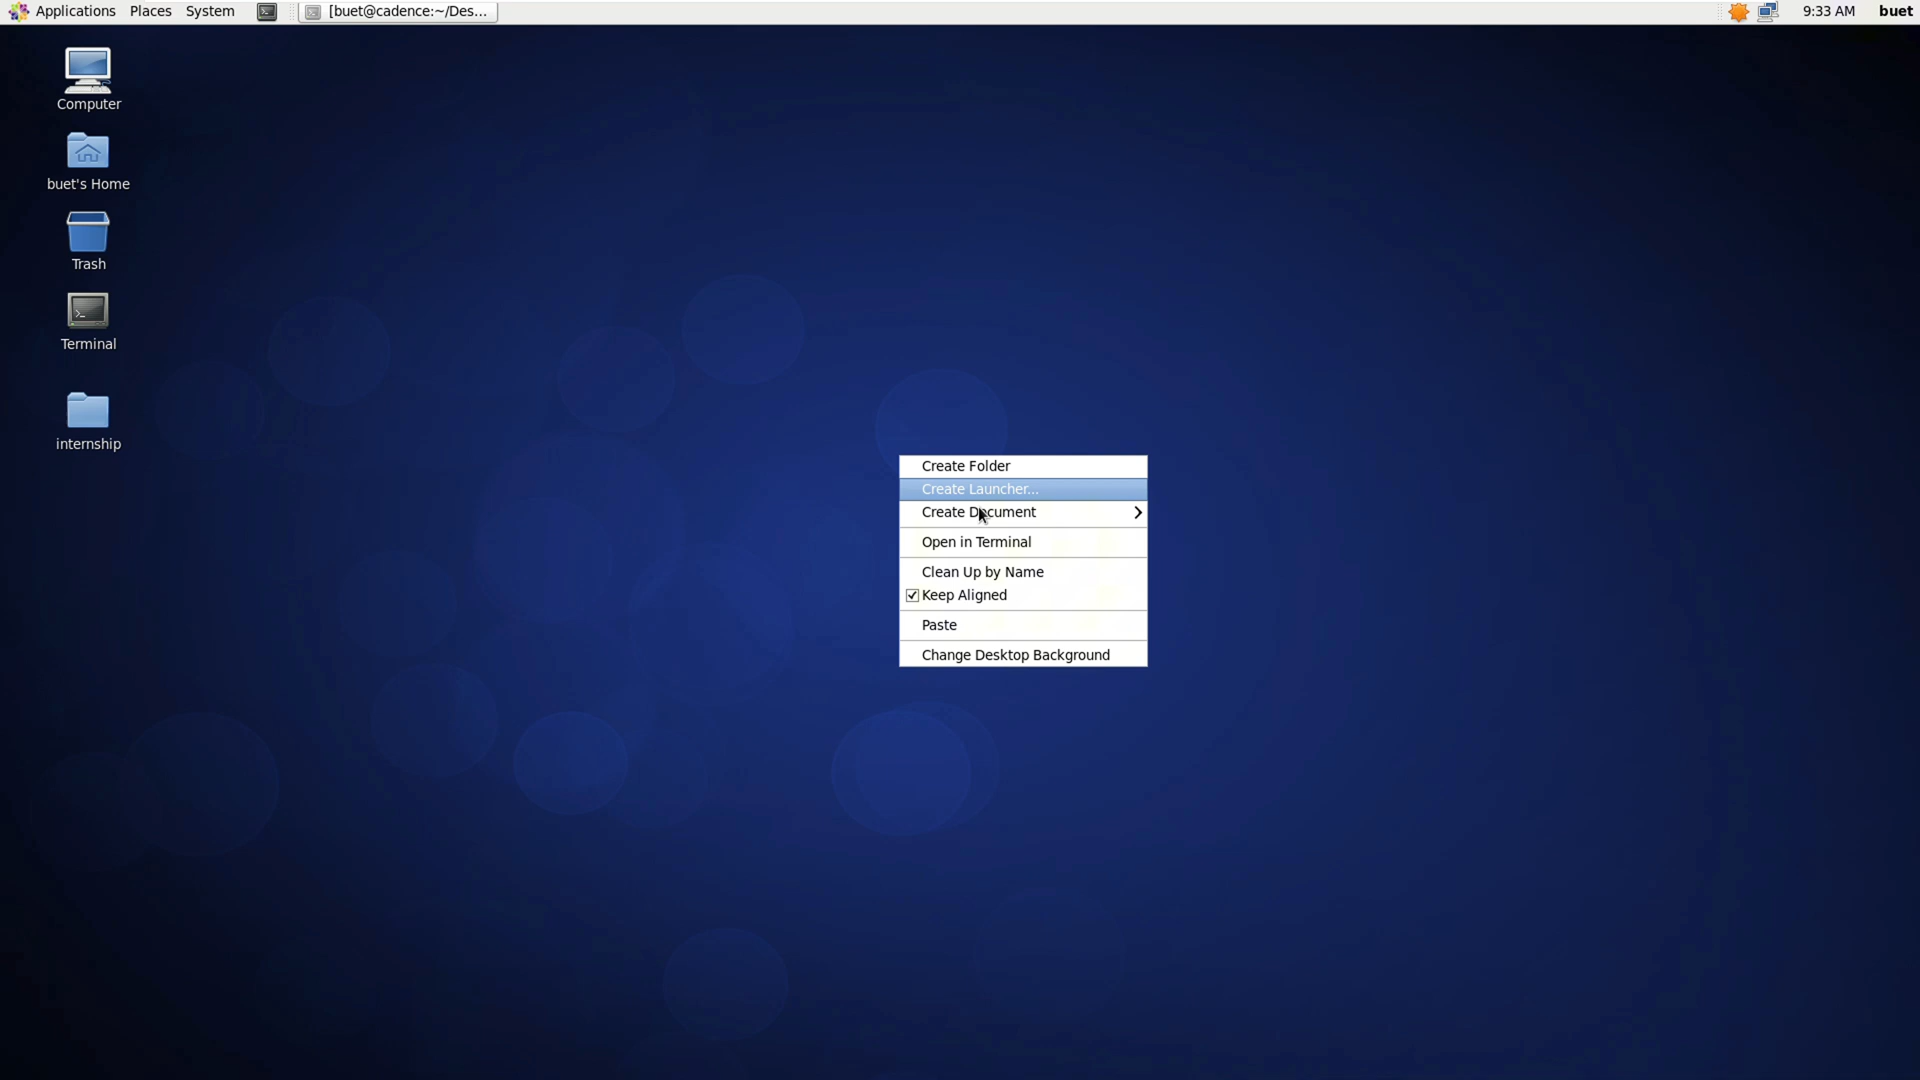 Applications Places System [buet@cadence:~/Des... 9:33 AM buet
Computer
buet's Home
Trash
Terminal
internship
Create Folder
Create Launcher...
Create Document
Open in Terminal
Clean Up by Name
Keep Aligned
Paste
Change Desktop Background